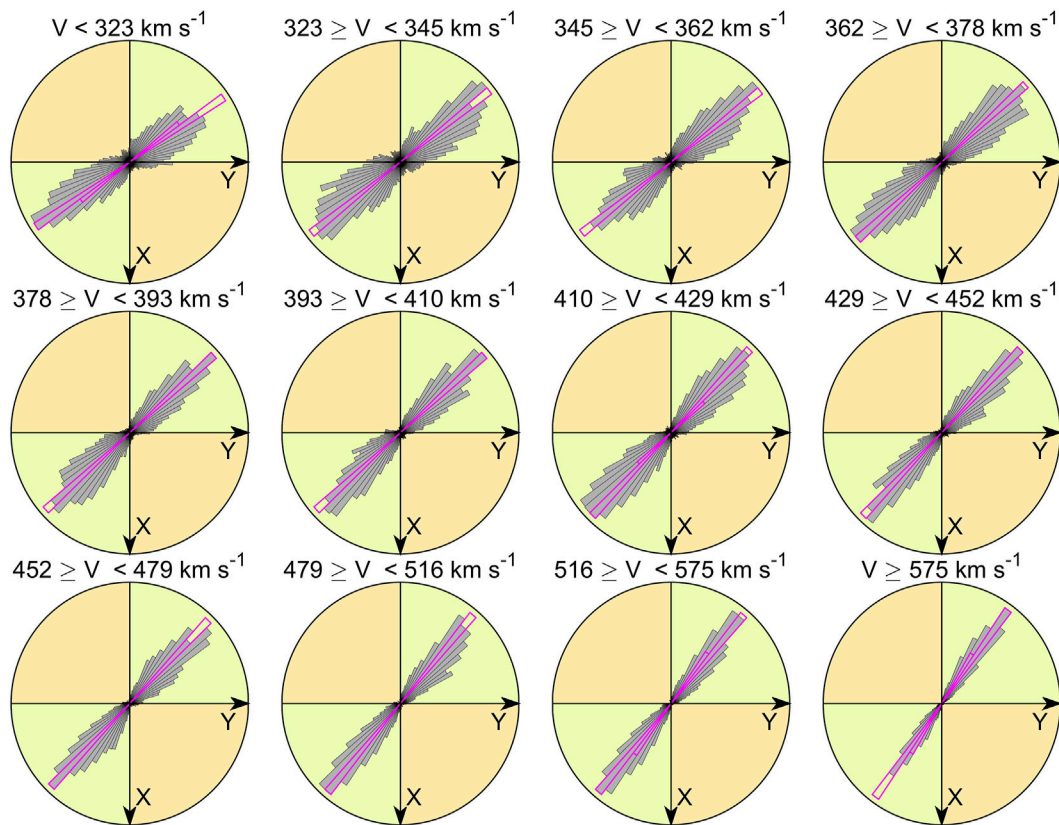 V < 323 km s⁻¹ 323 ≥ V < 345 km s⁻¹ 345 ≥ V < 362 km s⁻¹ 362 ≥ V < 378 km s⁻¹
Y Y Y Y
X X X X
378 ≥ V < 393 km s⁻¹ 393 ≥ V < 410 km s⁻¹ 410 ≥ V < 429 km s⁻¹ 429 ≥ V < 452 km s⁻¹
Y Y Y Y
X X X X
452 ≥ V < 479 km s⁻¹ 479 ≥ V < 516 km s⁻¹ 516 ≥ V < 575 km s⁻¹ V ≥ 575 km s⁻¹
Y Y Y Y
X X X X